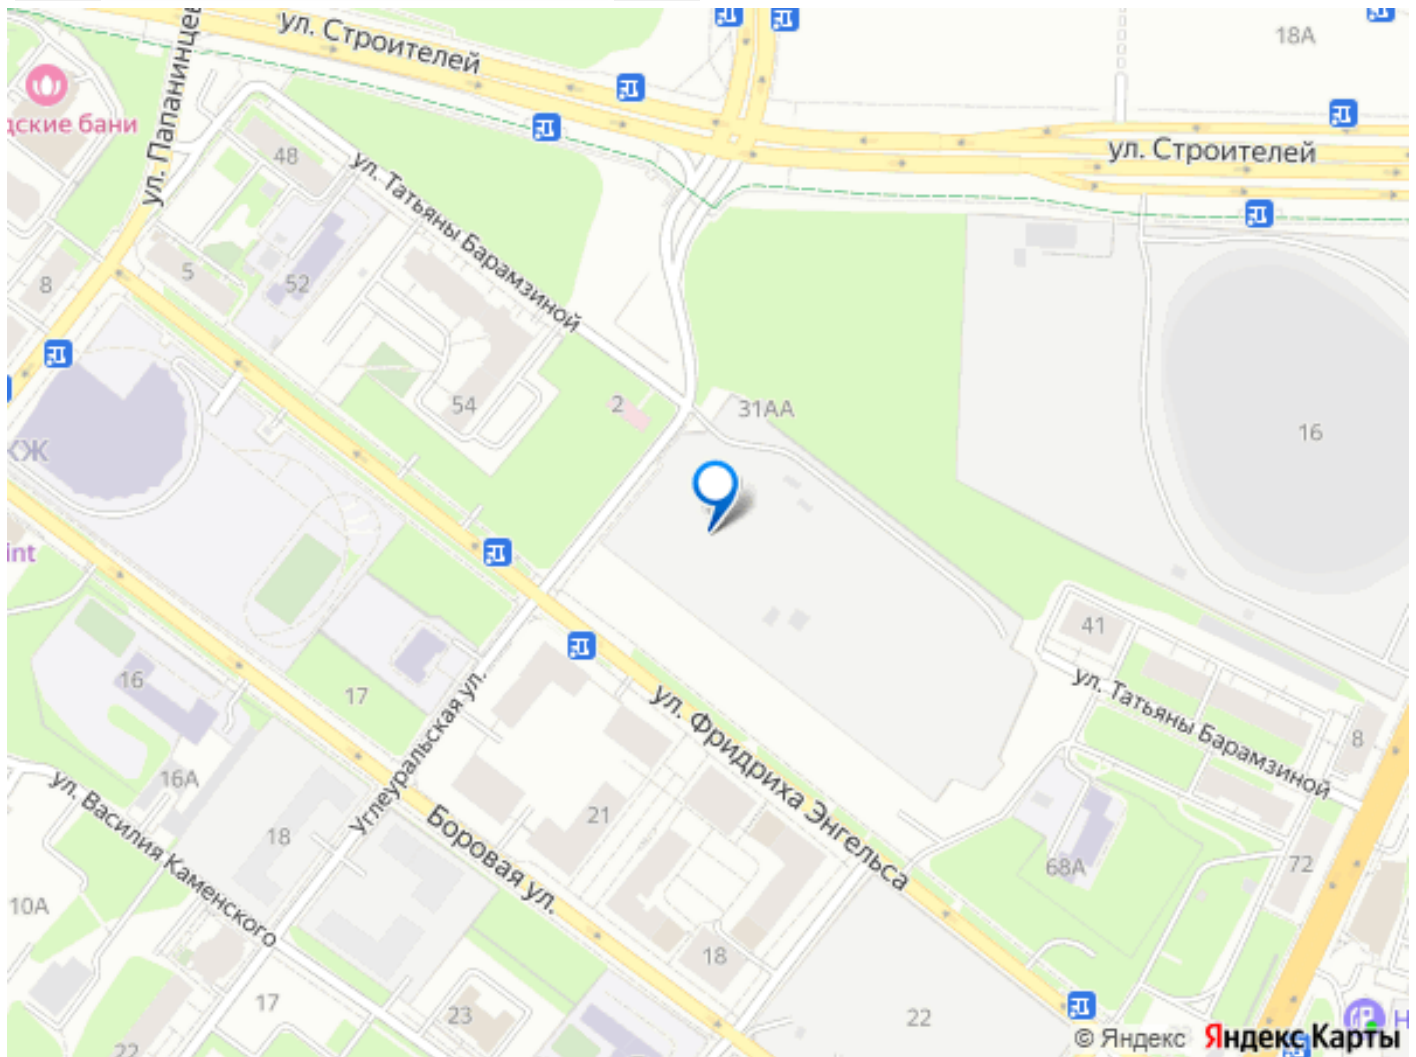 18А
ул. Строителей
ул. Папанинцев
дские бани
48
ул. Строителей
ул. Татьяны Барамзиной
5
52
8
54
2
31АА
16
КЖ
int
41
16
17
ул. Татьяны Барамзиной
ул. Фридриха Энгельса
Углеуральская ул.
8
16А
ул. Василия Каменского
18
21
Боровая ул.
68А
72
10А
18
17
23
22
22
Н
© Яндекс Яндекс Карты